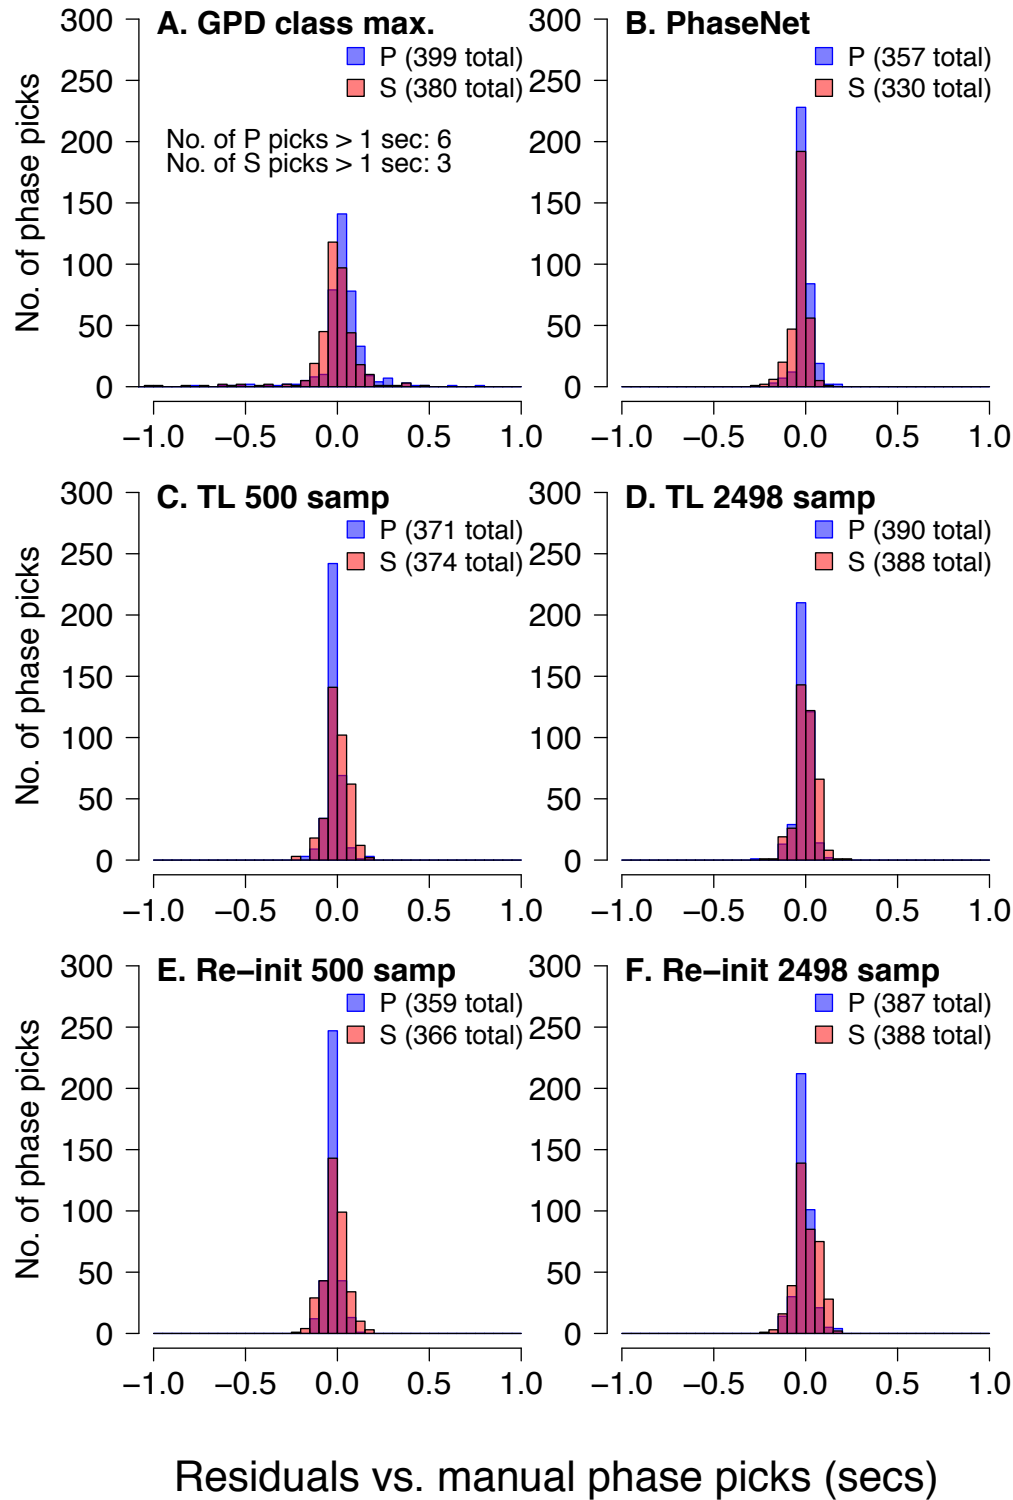 A. GPD class max.
P (399 total)
S (380 total)
No. of P picks > 1 sec: 6
No. of S picks > 1 sec: 3
No. of phase picks
300
250
200
150
100
50
0
−1.0 −0.5 0.0 0.5 1.0
B. PhaseNet
P (357 total)
S (330 total)
300
250
200
150
100
50
0
−1.0 −0.5 0.0 0.5 1.0
C. TL 500 samp
P (371 total)
S (374 total)
No. of phase picks
300
250
200
150
100
50
0
−1.0 −0.5 0.0 0.5 1.0
D. TL 2498 samp
P (390 total)
S (388 total)
300
250
200
150
100
50
0
−1.0 −0.5 0.0 0.5 1.0
E. Re−init 500 samp
P (359 total)
S (366 total)
No. of phase picks
300
250
200
150
100
50
0
−1.0 −0.5 0.0 0.5 1.0
F. Re−init 2498 samp
P (387 total)
S (388 total)
300
250
200
150
100
50
0
−1.0 −0.5 0.0 0.5 1.0
Residuals vs. manual phase picks (secs)